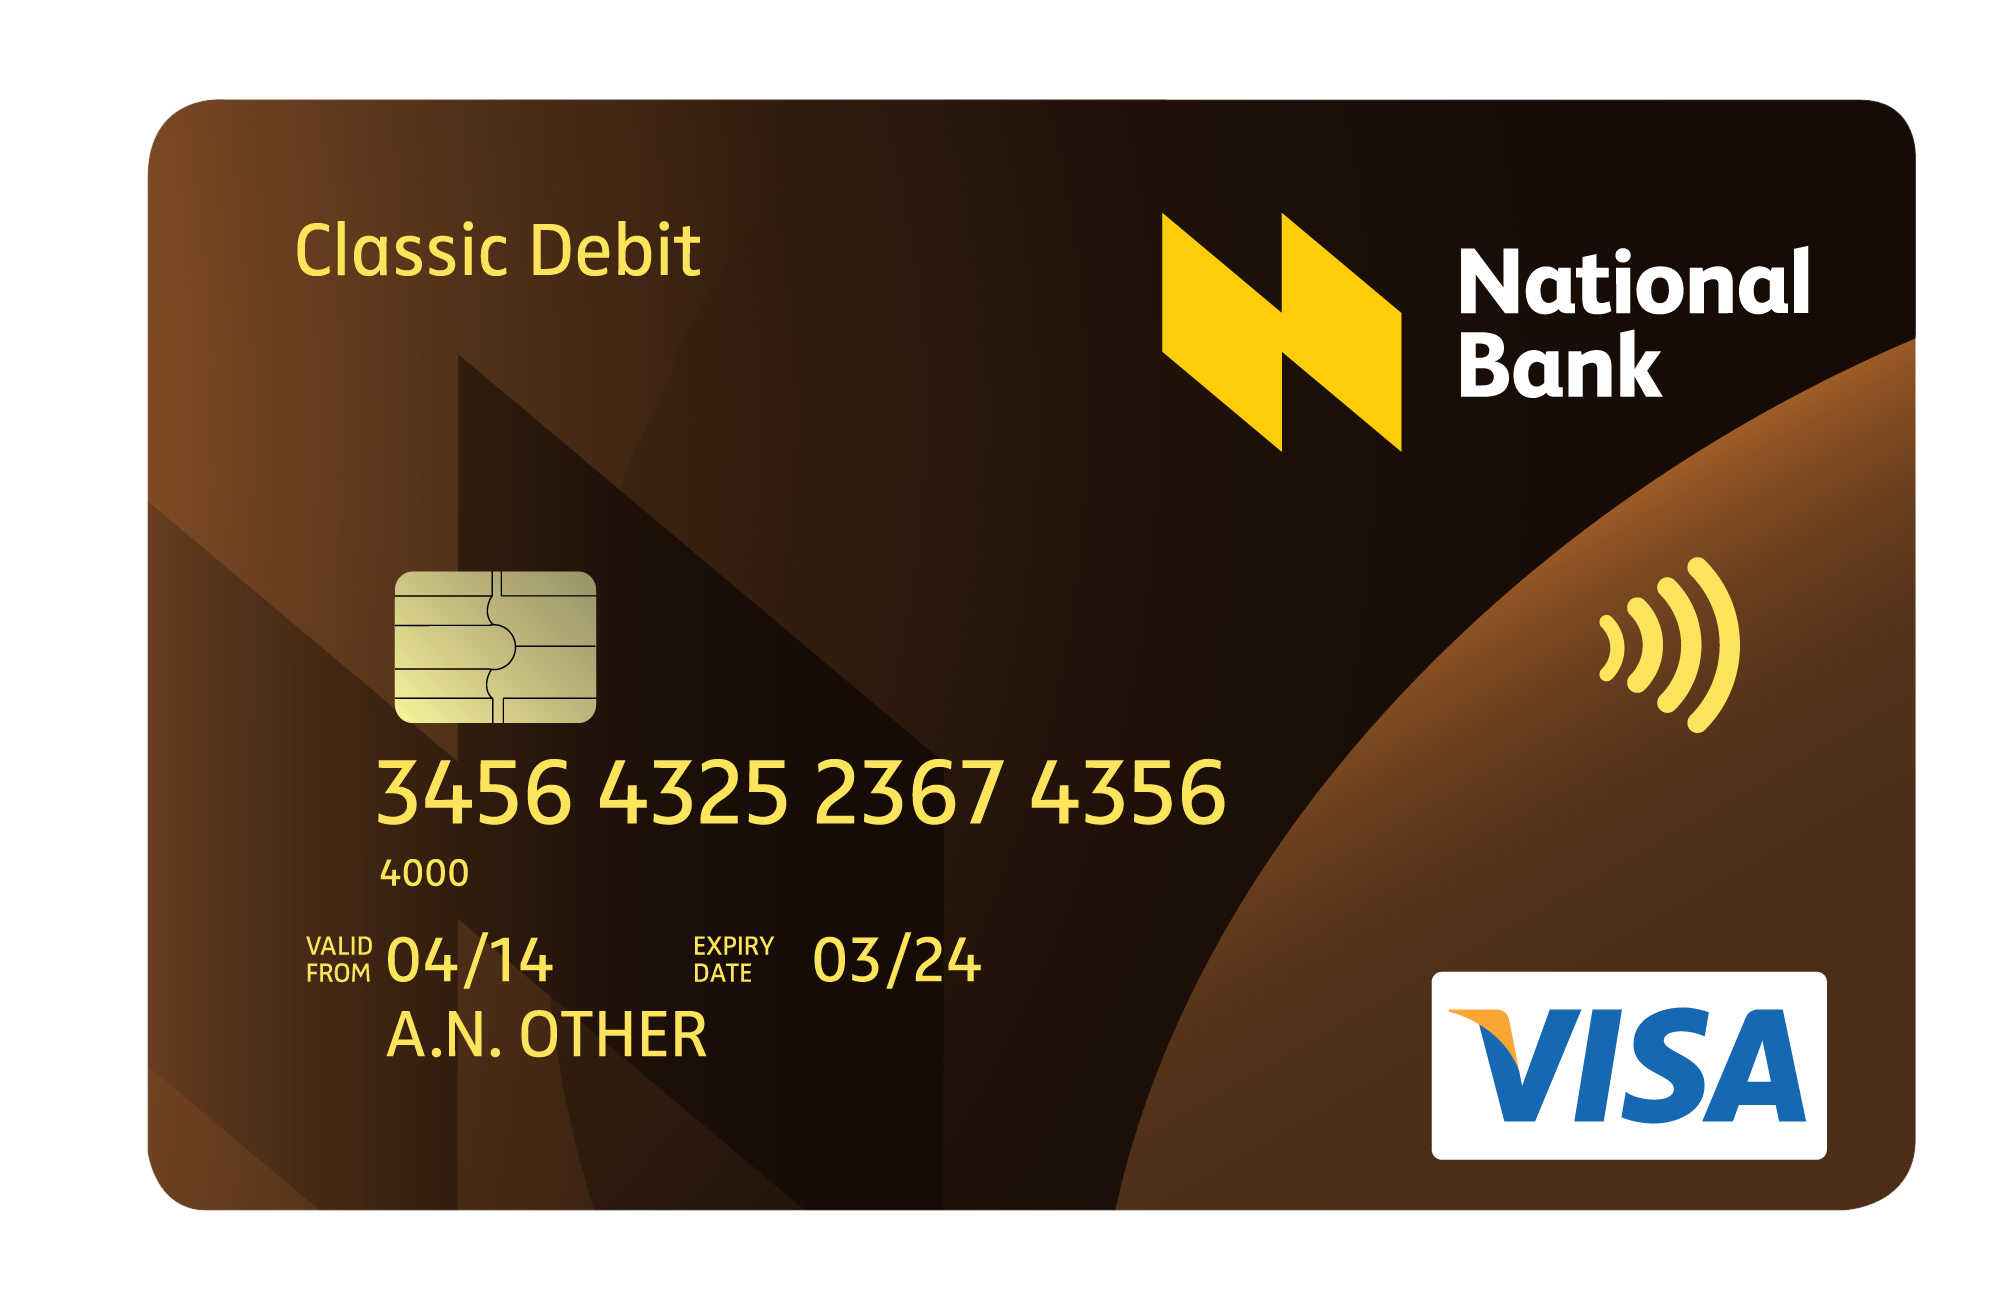 Classic Debit
National
Bank
3456 4325 2367 4356
4000
VALID FROM 04/14 EXPIRY DATE 03/24
A.N. OTHER
VISA